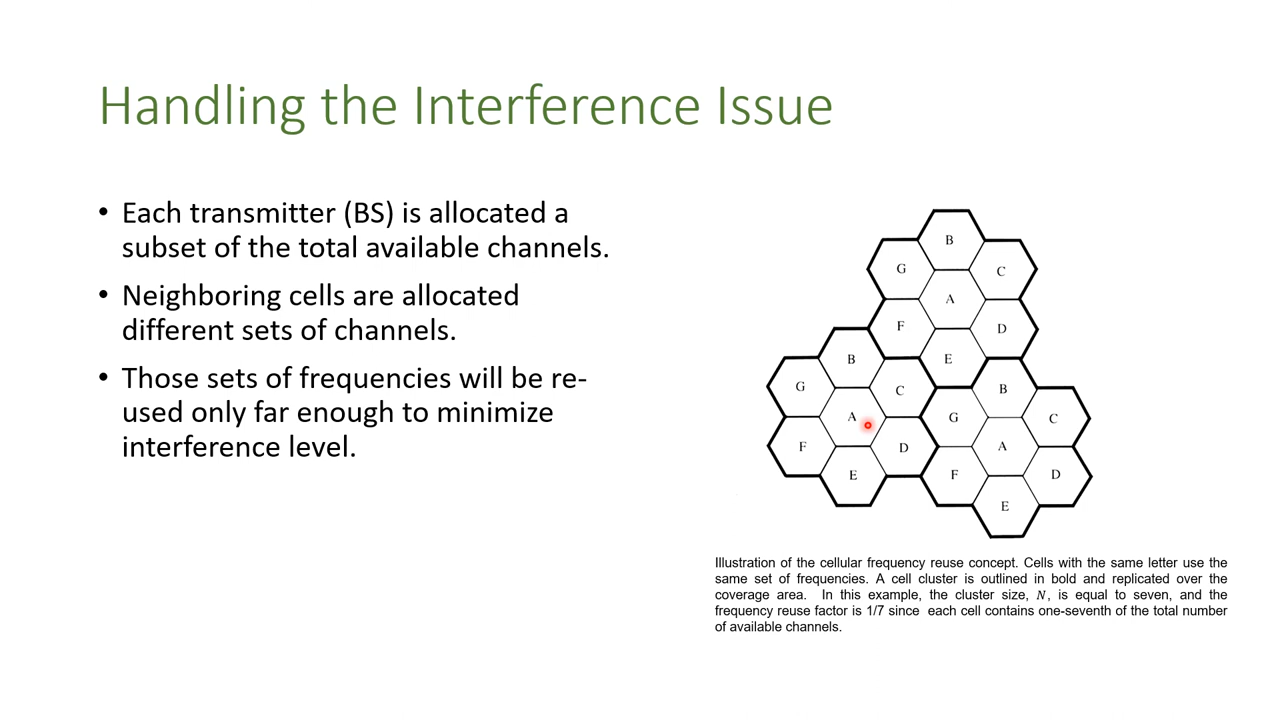 Handling the Interference Issue
• Each transmitter (BS) is allocated a
subset of the total available channels.
• Neighboring cells are allocated
different sets of channels.
• Those sets of frequencies will be re-
used only far enough to minimize
interference level.
B
G
C
A
F
D
E
B
G
C
A
F
D
E
B
G
C
A
F
D
E
Illustration of the cellular frequency reuse concept. Cells with the same letter use the
same set of frequencies. A cell cluster is outlined in bold and replicated over the
coverage area. In this example, the cluster size, N, is equal to seven, and the
frequency reuse factor is 1/7 since each cell contains one-seventh of the total number
of available channels.